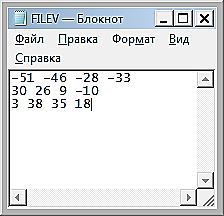 FILEV — Блокнот
Файл Правка Формат Вид
Справка
-51 -46 -28 -33
30 26 9 -10
3 38 35 18